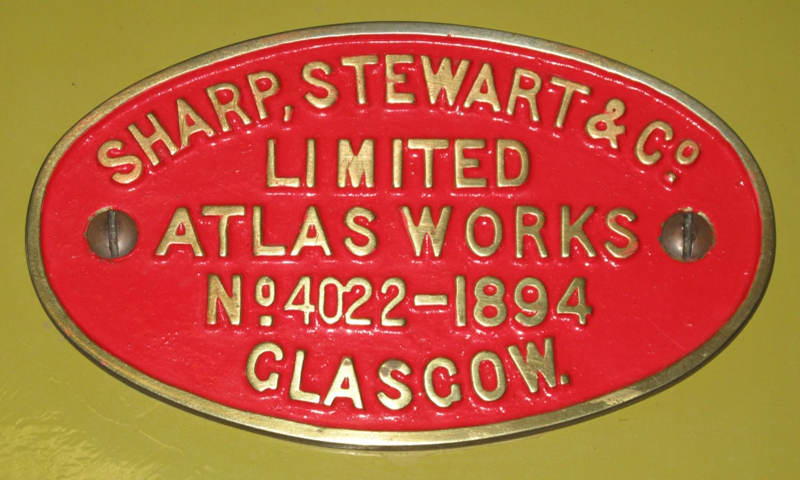 SHARP, STEWART & Cº
LIMITED
ATLAS WORKS
Nº 4022-1894
GLASGOW.